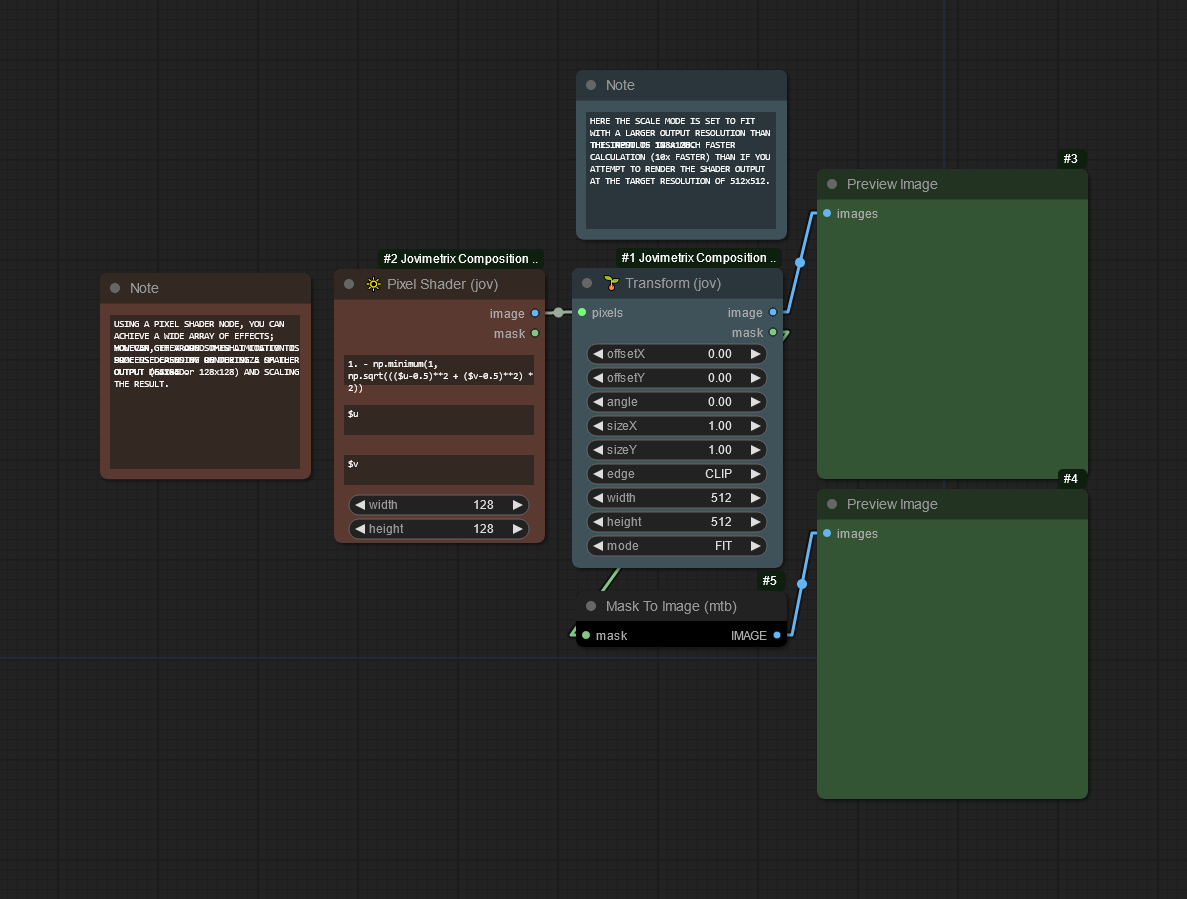 Note
HERE THE SCALE MODE IS SET TO FIT
WITH A LARGER OUTPUT RESOLUTION THAN
FASTER
CALCULATION (10x FASTER) THAN IF YOU
ATTEMPT TO RENDER THE SHADER OUTPUT
AT THE TARGET RESOLUTION OF 512x512.
#3
Preview Image
images
#2 Jovimetrix Composition ..
#1 Jovimetrix Composition ..
Note
USING A PIXEL SHADER NODE, YOU CAN
ACHIEVE A WIDE ARRAY OF EFFECTS;
OUTPUT or 128x128) AND SCALING
THE RESULT.
Pixel Shader (jov)
image
mask
1. - np.minimum(1,
np.sqrt((($u-0.5)**2 + ($v-0.5)**2) *
2))
$u
$v
width 128
height 128
Transform (jov)
pixels image
mask
offsetX 0.00
offsetY 0.00
angle 0.00
sizeX 1.00
sizeY 1.00
edge CLIP
width 512
height 512
mode FIT
#4
Preview Image
images
#5
Mask To Image (mtb)
mask IMAGE